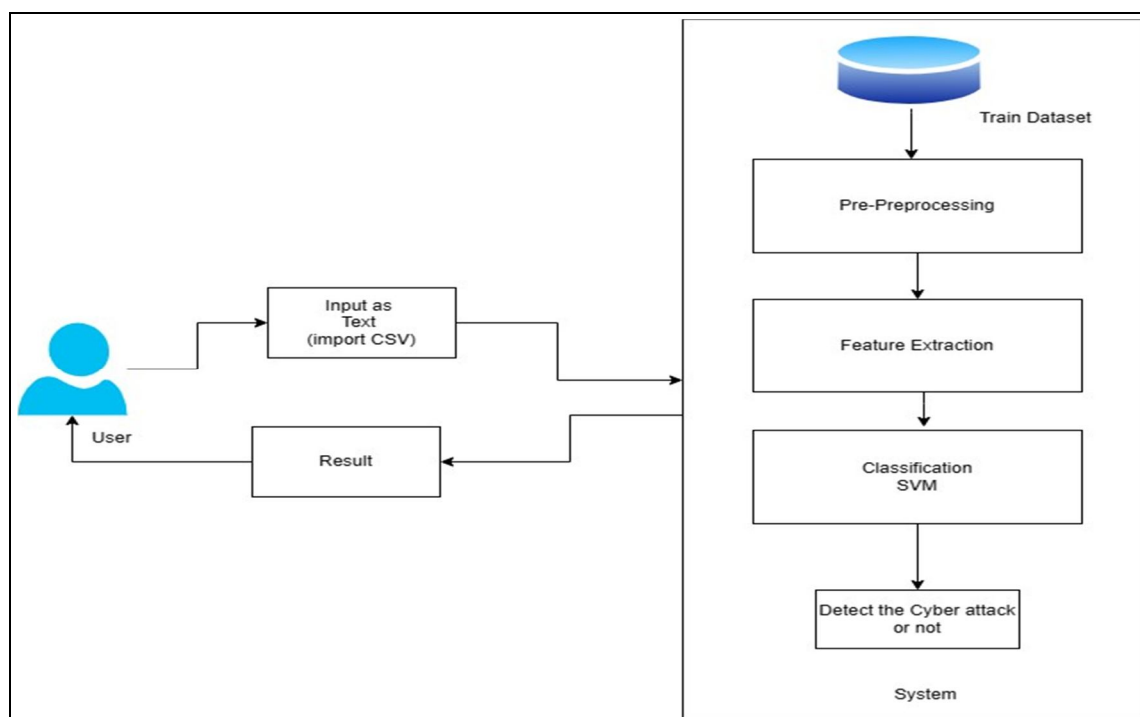 Train Dataset
Pre-Preprocessing
Input as
Text
(import CSV)
Feature Extraction
User
Result
Classification
SVM
Detect the Cyber attack
or not
System